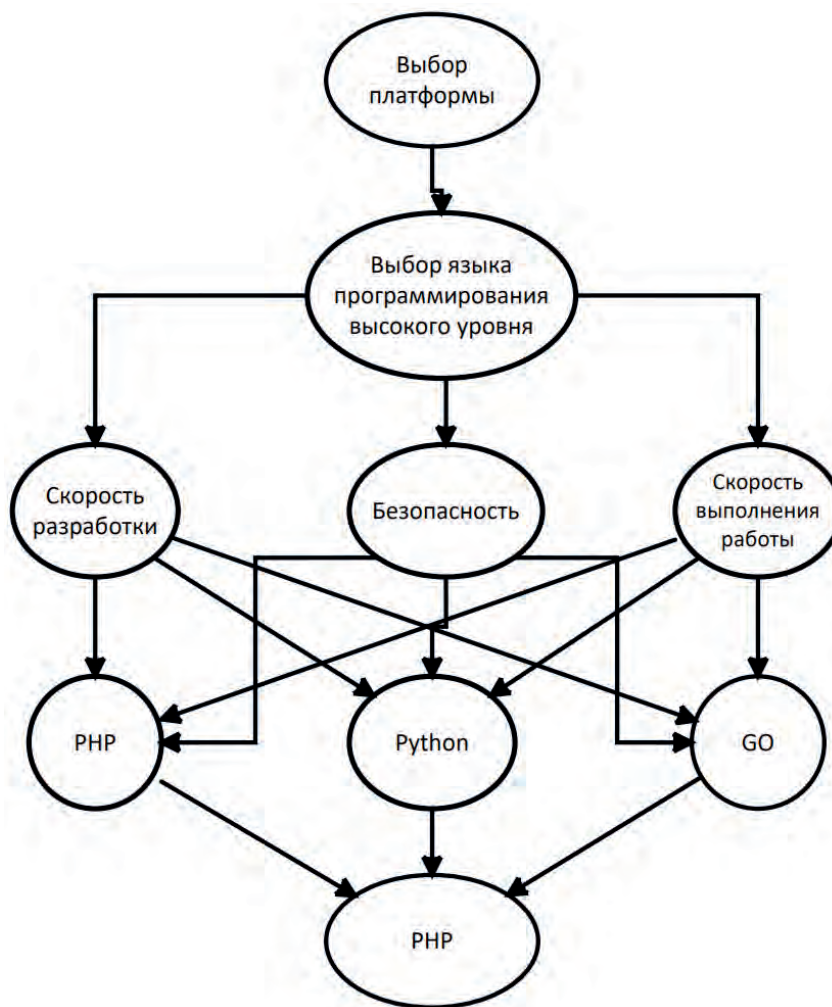 Выбор
платформы
Выбор языка
программирования
высокого уровня
Скорость
разработки
Безопасность
Скорость
выполнения
работы
PHP
Python
GO
PHP